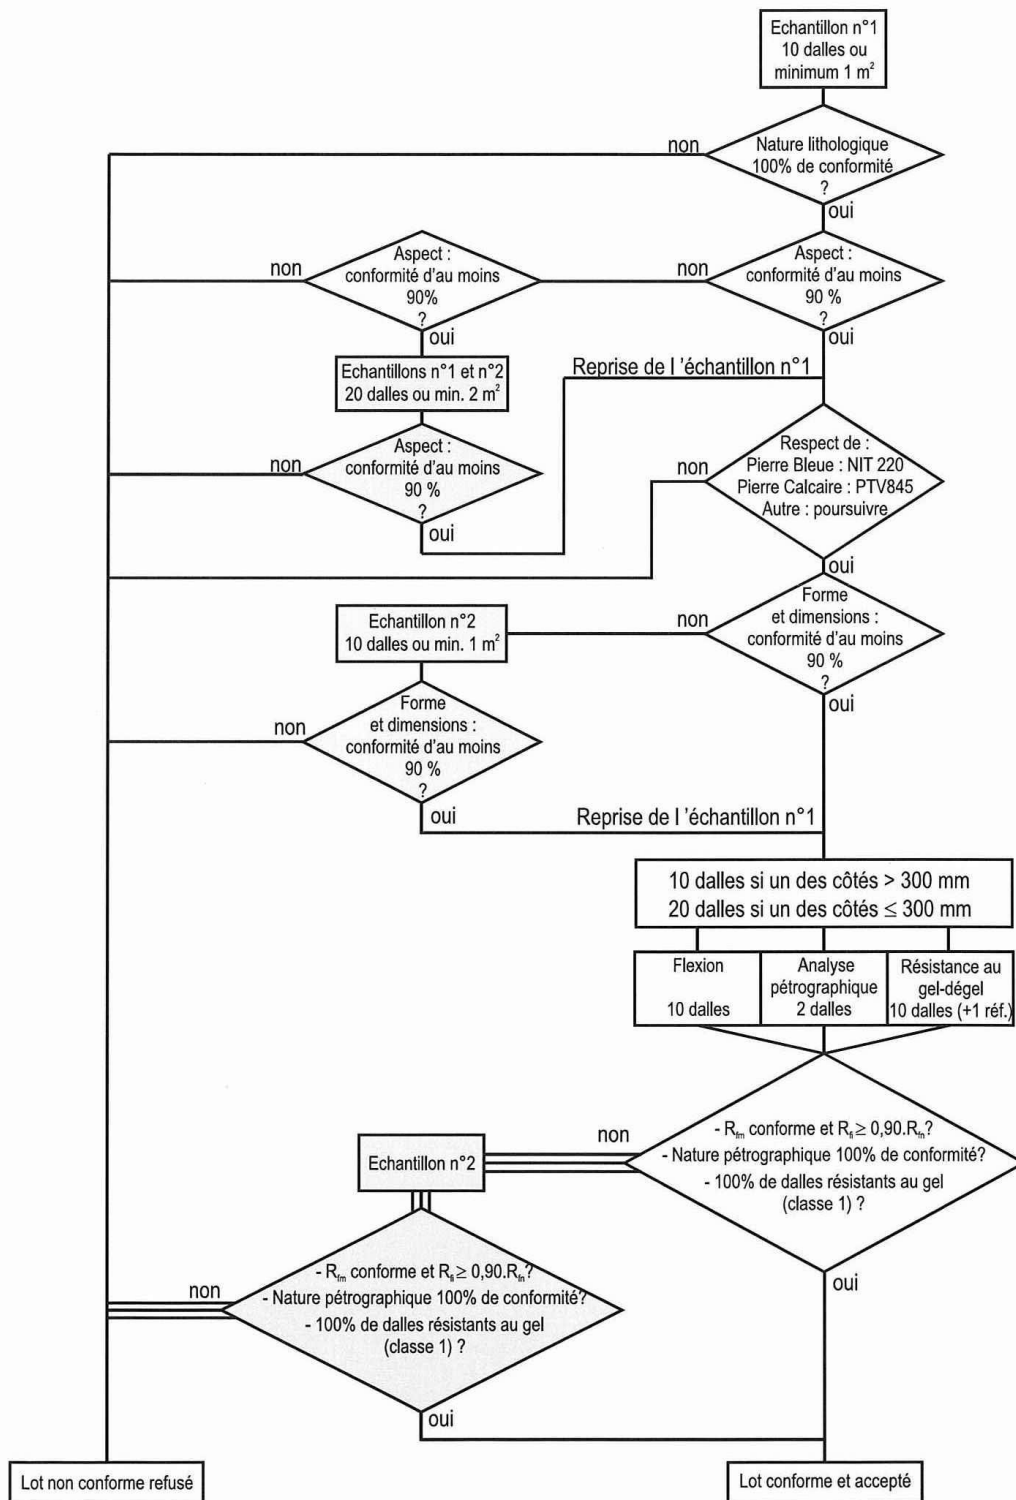 Echantillon n°1
10 dalles ou
minimum 1 m²
non
Nature lithologique
100% de conformité
?
oui
non
Aspect :
conformité d'au moins
90%
?
oui
non
Aspect :
conformité d'au moins
90 %
?
oui
Echantillons n°1 et n°2
20 dalles ou min. 2 m²
Reprise de l 'échantillon n°1
non
Aspect :
conformité d'au moins
90 %
?
oui
non
Respect de :
Pierre Bleue : NIT 220
Pierre Calcaire : PTV845
Autre : poursuivre
oui
Echantillon n°2
10 dalles ou min. 1 m²
non
Forme
et dimensions :
conformité d'au moins
90 %
?
oui
non
Forme
et dimensions :
conformité d'au moins
90 %
?
oui
Reprise de l 'échantillon n°1
10 dalles si un des côtés > 300 mm
20 dalles si un des côtés ≤ 300 mm
Flexion
10 dalles
Analyse
pétrographique
2 dalles
Résistance au
gel-dégel
10 dalles (+1 réf.)
non
- Rfm conforme et Rfi ≥ 0,90.Rfn?
- Nature pétrographique 100% de conformité?
- 100% de dalles résistants au gel
(classe 1) ?
oui
Echantillon n°2
non
- Rfm conforme et Rfi ≥ 0,90.Rfn?
- Nature pétrographique 100% de conformité?
- 100% de dalles résistants au gel
(classe 1) ?
oui
Lot non conforme refusé
Lot conforme et accepté